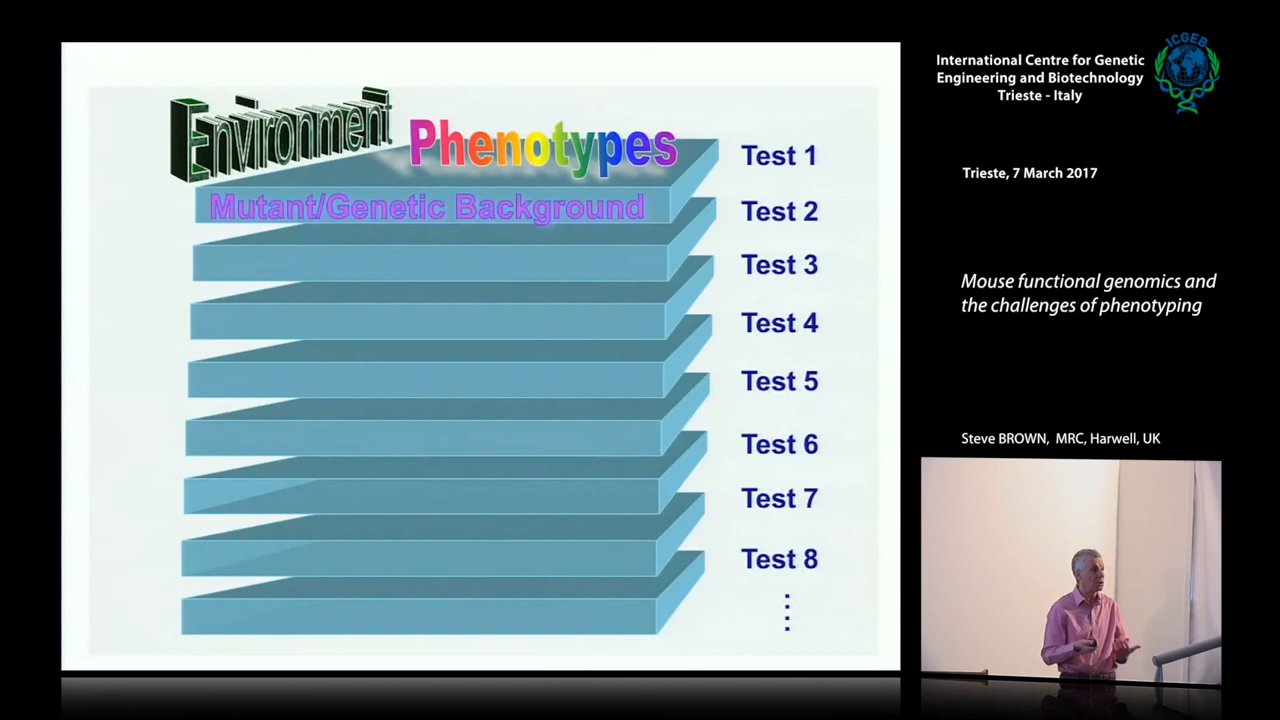 Environment
Phenotypes
Mutant/Genetic Background
Test 1
Test 2
Test 3
Test 4
Test 5
Test 6
Test 7
Test 8
International Centre for Genetic
Engineering and Biotechnology
Trieste - Italy
ICGEB
Trieste, 7 March 2017
Mouse functional genomics and
the challenges of phenotyping
Steve BROWN, MRC, Harwell, UK